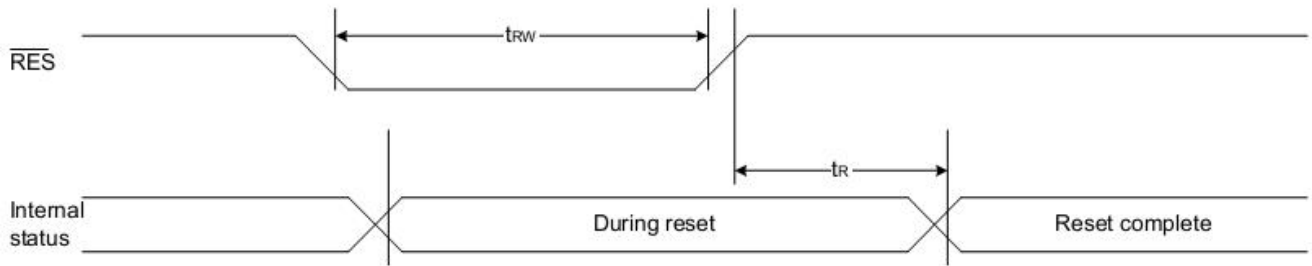 tRW
RES
tR
Internal
status
During reset
Reset complete